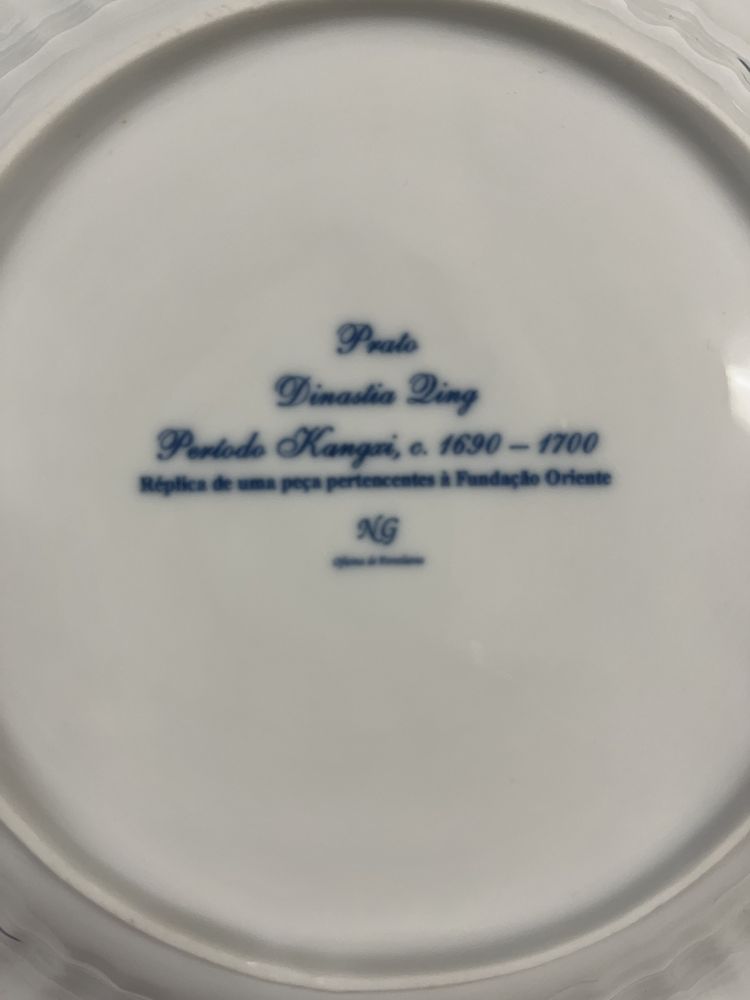 Prato
Dinastia Qing
Período Kangxi, c. 1690 – 1700
Réplica de uma peça pertencentes à Fundação Oriente
NG